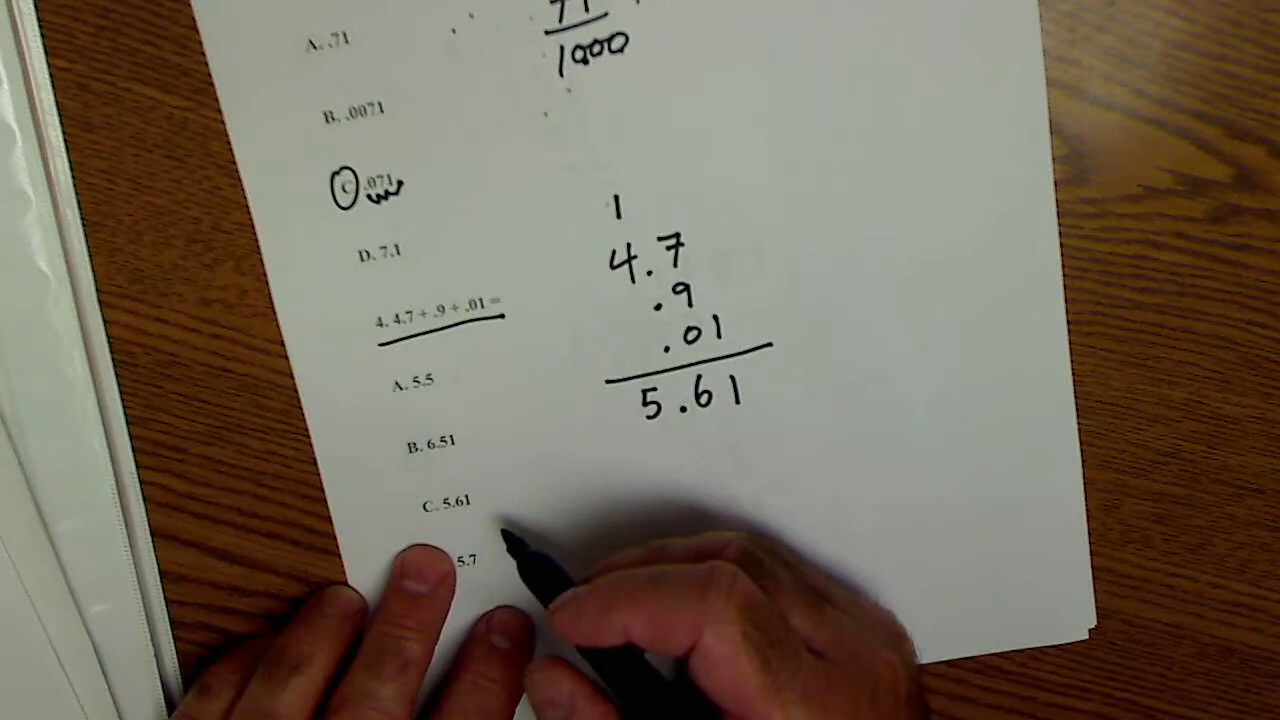 A. .71
71
1000
B. .0071
C .071
D. 7.1
1
4.7
.9
.01
5.61
4. 4.7 + .9 + .01 =
A. 5.5
B. 6.51
C. 5.61
5.7